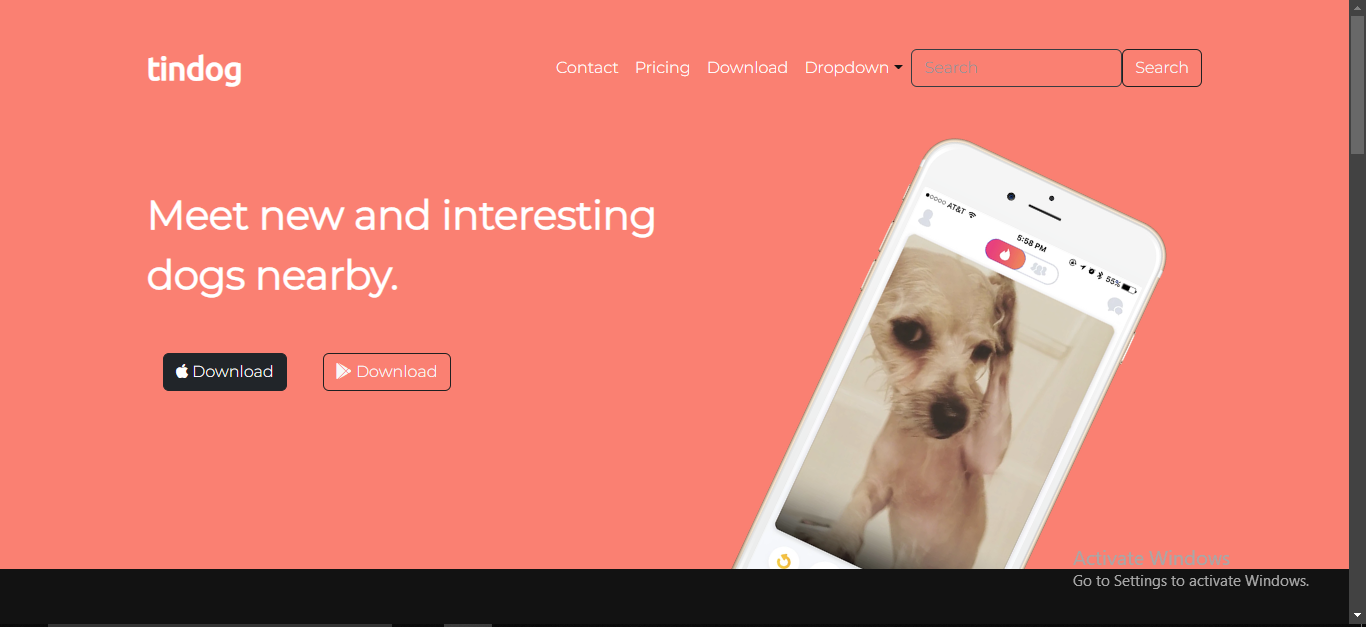 tindog
Contact Pricing Download Dropdown Search Search
Meet new and interesting
dogs nearby.
Download Download
AT&T 5:58 PM 55%
Activate Windows
Go to Settings to activate Windows.